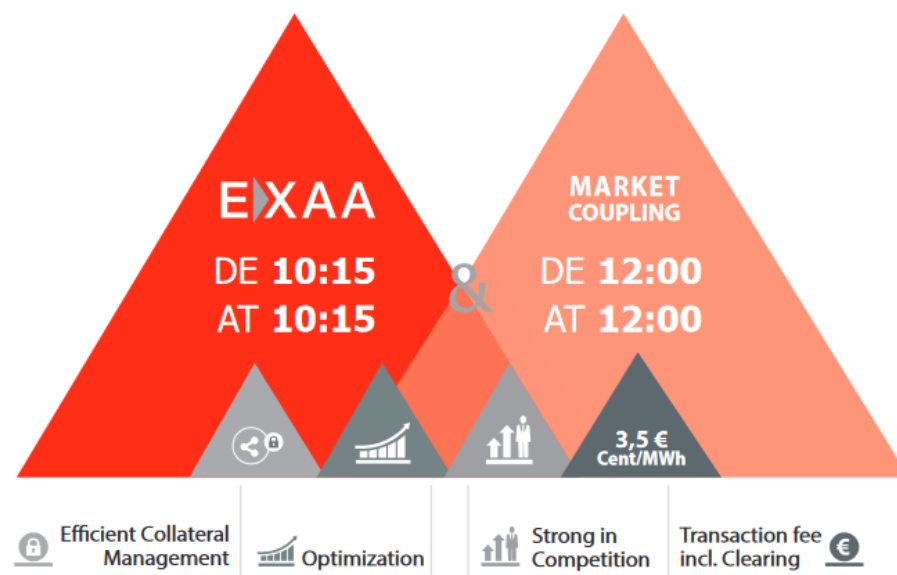 EXAA
DE 10:15
AT 10:15
&
MARKET
COUPLING
DE 12:00
AT 12:00
3,5 €
Cent/MWh
Efficient Collateral
Management
Optimization
Strong in
Competition
Transaction fee
incl. Clearing
€